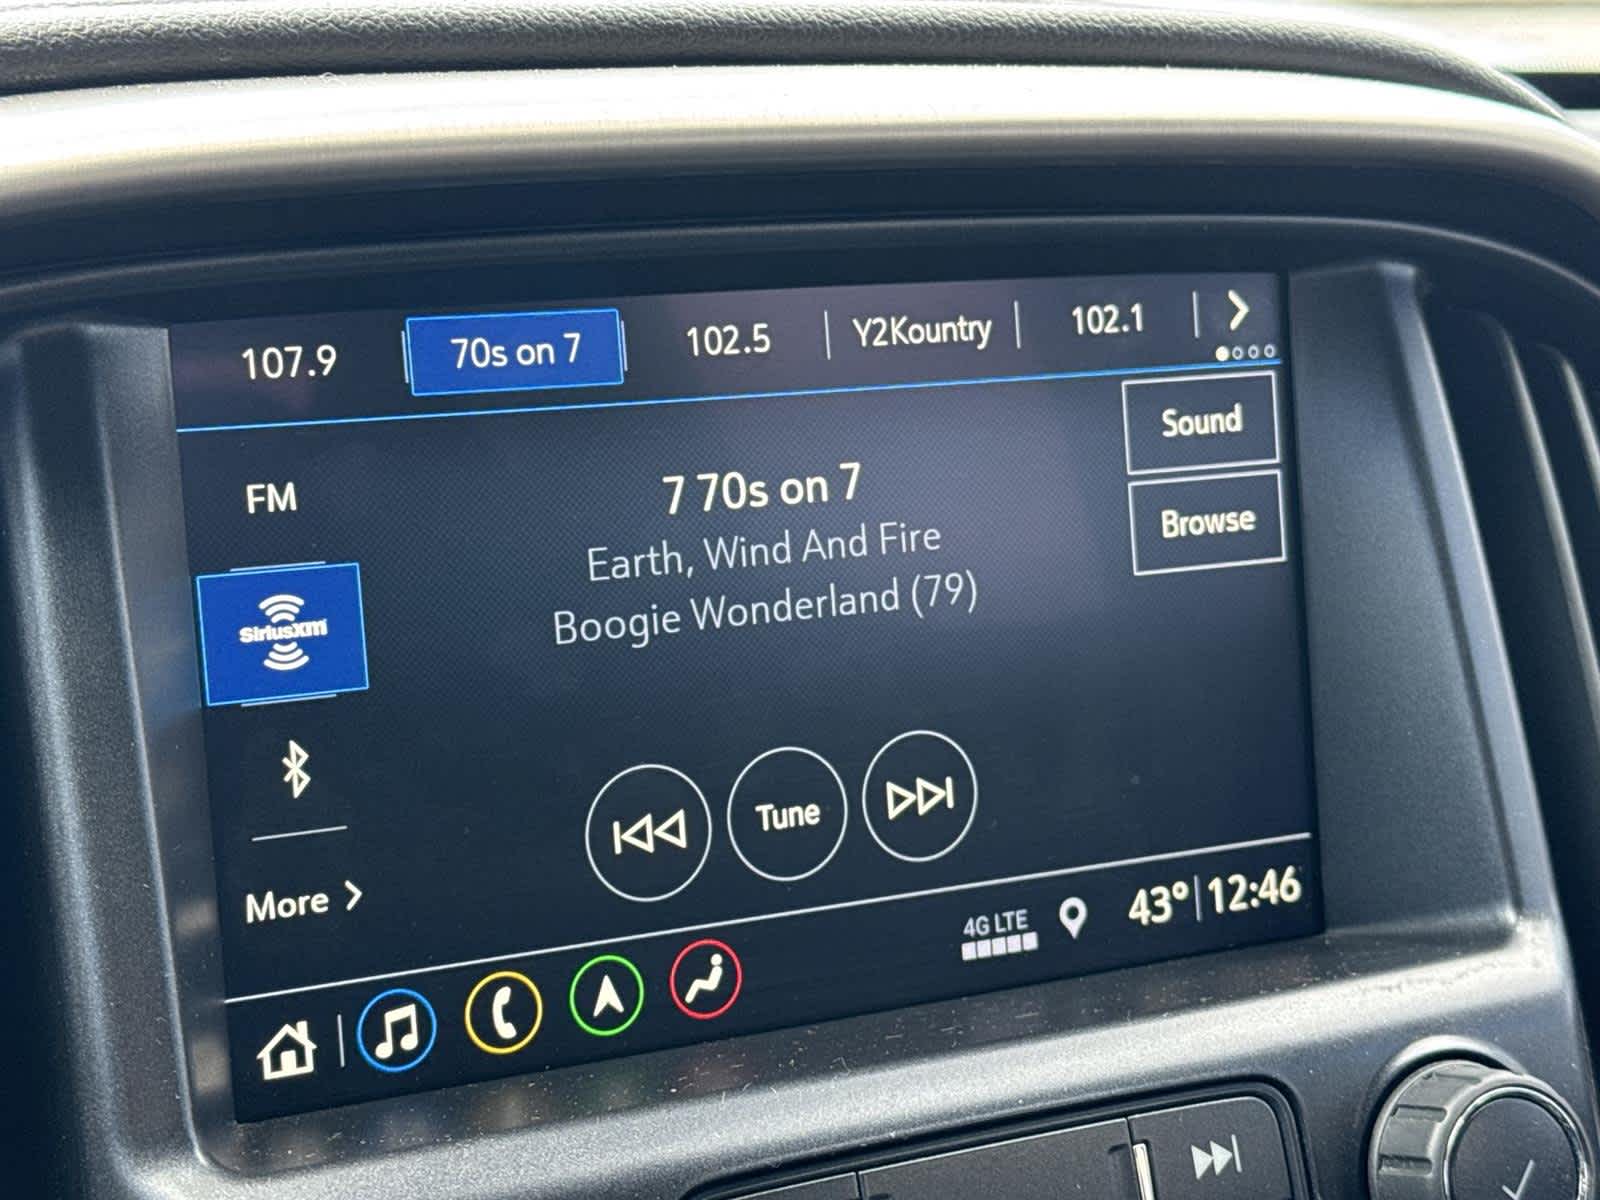 107.9
70s on 7
102.5
Y2Kountry
102.1
Sound
FM
7 70s on 7
Browse
Earth, Wind And Fire
SiriusXM
Boogie Wonderland (79)
Tune
More
4G LTE
43° 12:46